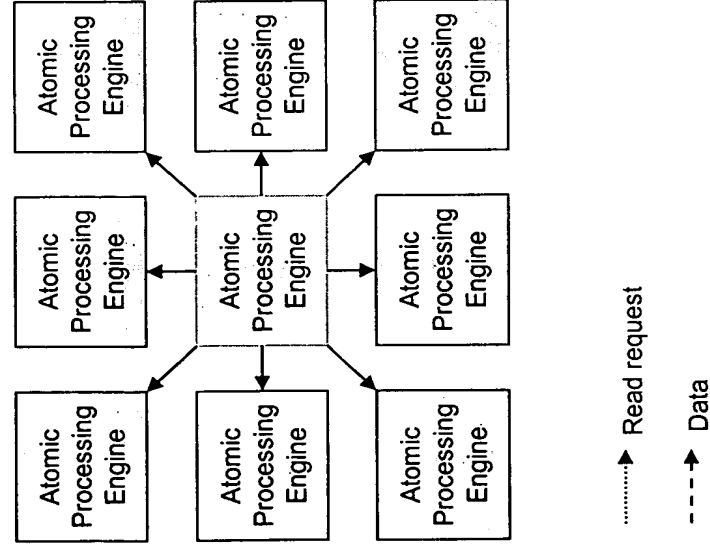 Atomic
Processing
Engine
Atomic
Processing
Engine
Atomic
Processing
Engine
Atomic
Processing
Engine
Atomic
Processing
Engine
Atomic
Processing
Engine
Atomic
Processing
Engine
Atomic
Processing
Engine
Atomic
Processing
Engine
Read request
Data